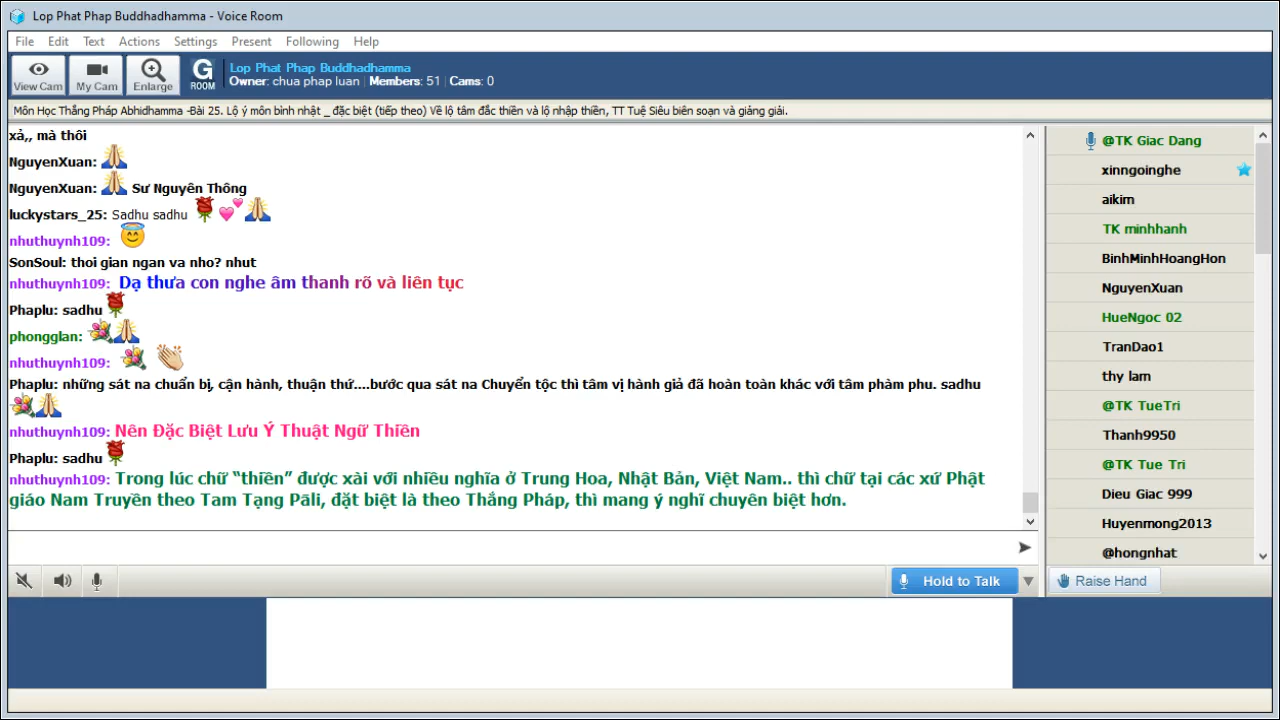 Lop Phat Phap Buddhadhamma - Voice Room
File Edit Text Actions Settings Present Following Help
View Cam My Cam Enlarge G ROOM
Lop Phat Phap Buddhadhamma
Owner: chua phap luan Members: 51 Cams: 0
Môn Học Thắng Pháp Abhidhamma -Bài 25. Lộ ý môn bình nhật _ đặc biệt (tiếp theo) Về lộ tâm đắc thiền và lộ nhập thiền, TT Tuệ Siêu biên soạn và giảng giải.
xả,, mà thôi
NguyenXuan:
NguyenXuan: Sư Nguyên Thông
luckystars_25: Sadhu sadhu
nhuthuynh109:
SonSoul: thoi gian ngan va nho? nhut
nhuthuynh109: Dạ thưa con nghe âm thanh rõ và liên tục
Phaplu: sadhu
phongglan:
nhuthuynh109:
Phaplu: những sát na chuẩn bị, cận hành, thuận thứ....bước qua sát na Chuyển tộc thì tâm vị hành giả đã hoàn toàn khác với tâm phàm phu. sadhu
nhuthuynh109: Nên Đặc Biệt Lưu Ý Thuật Ngữ Thiền
Phaplu: sadhu
nhuthuynh109: Trong lúc chữ “thiền” được xài với nhiều nghĩa ở Trung Hoa, Nhật Bản, Việt Nam.. thì chữ tại các xứ Phật
giáo Nam Truyền theo Tam Tạng Pāli, đặt biệt là theo Thắng Pháp, thì mang ý nghĩ chuyên biệt hơn.
@TK Giac Dang
xinngoinghe
aikim
TK minhhanh
BinhMinhHoangHon
NguyenXuan
HueNgoc 02
TranDao1
thy lam
@TK TueTri
Thanh9950
@TK Tue Tri
Dieu Giac 999
Huyenmong2013
@hongnhat
Hold to Talk
Raise Hand